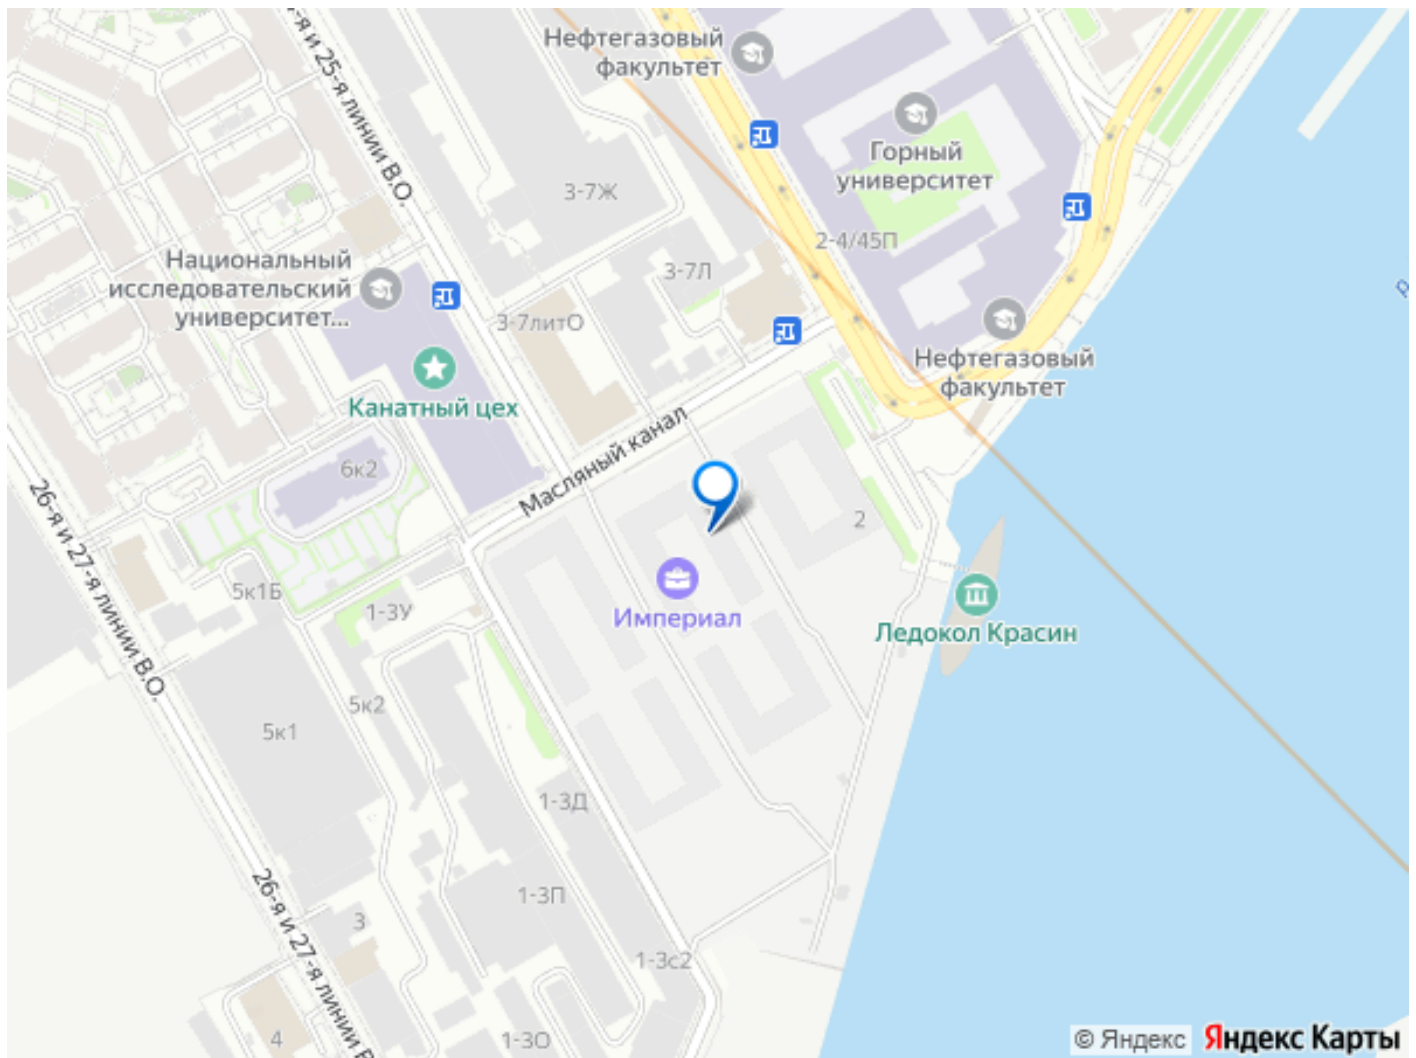 Нефтегазовый
факультет
-я и 25-я линии В.О.
Горный
университет
3-7Ж
2-4/45П
Национальный
исследовательский
университет...
3-7Л
3-7литО
Нефтегазовый
факультет
Канатный цех
Масляный канал
6к2
26-я и 27-я линии В.О.
2
5к1Б
1-3У
Империал
Ледокол Красин
5к2
5к1
1-3Д
26-я и 27-я линии В
1-3П
3
1-3с2
4
1-3О
© Яндекс Яндекс Карты